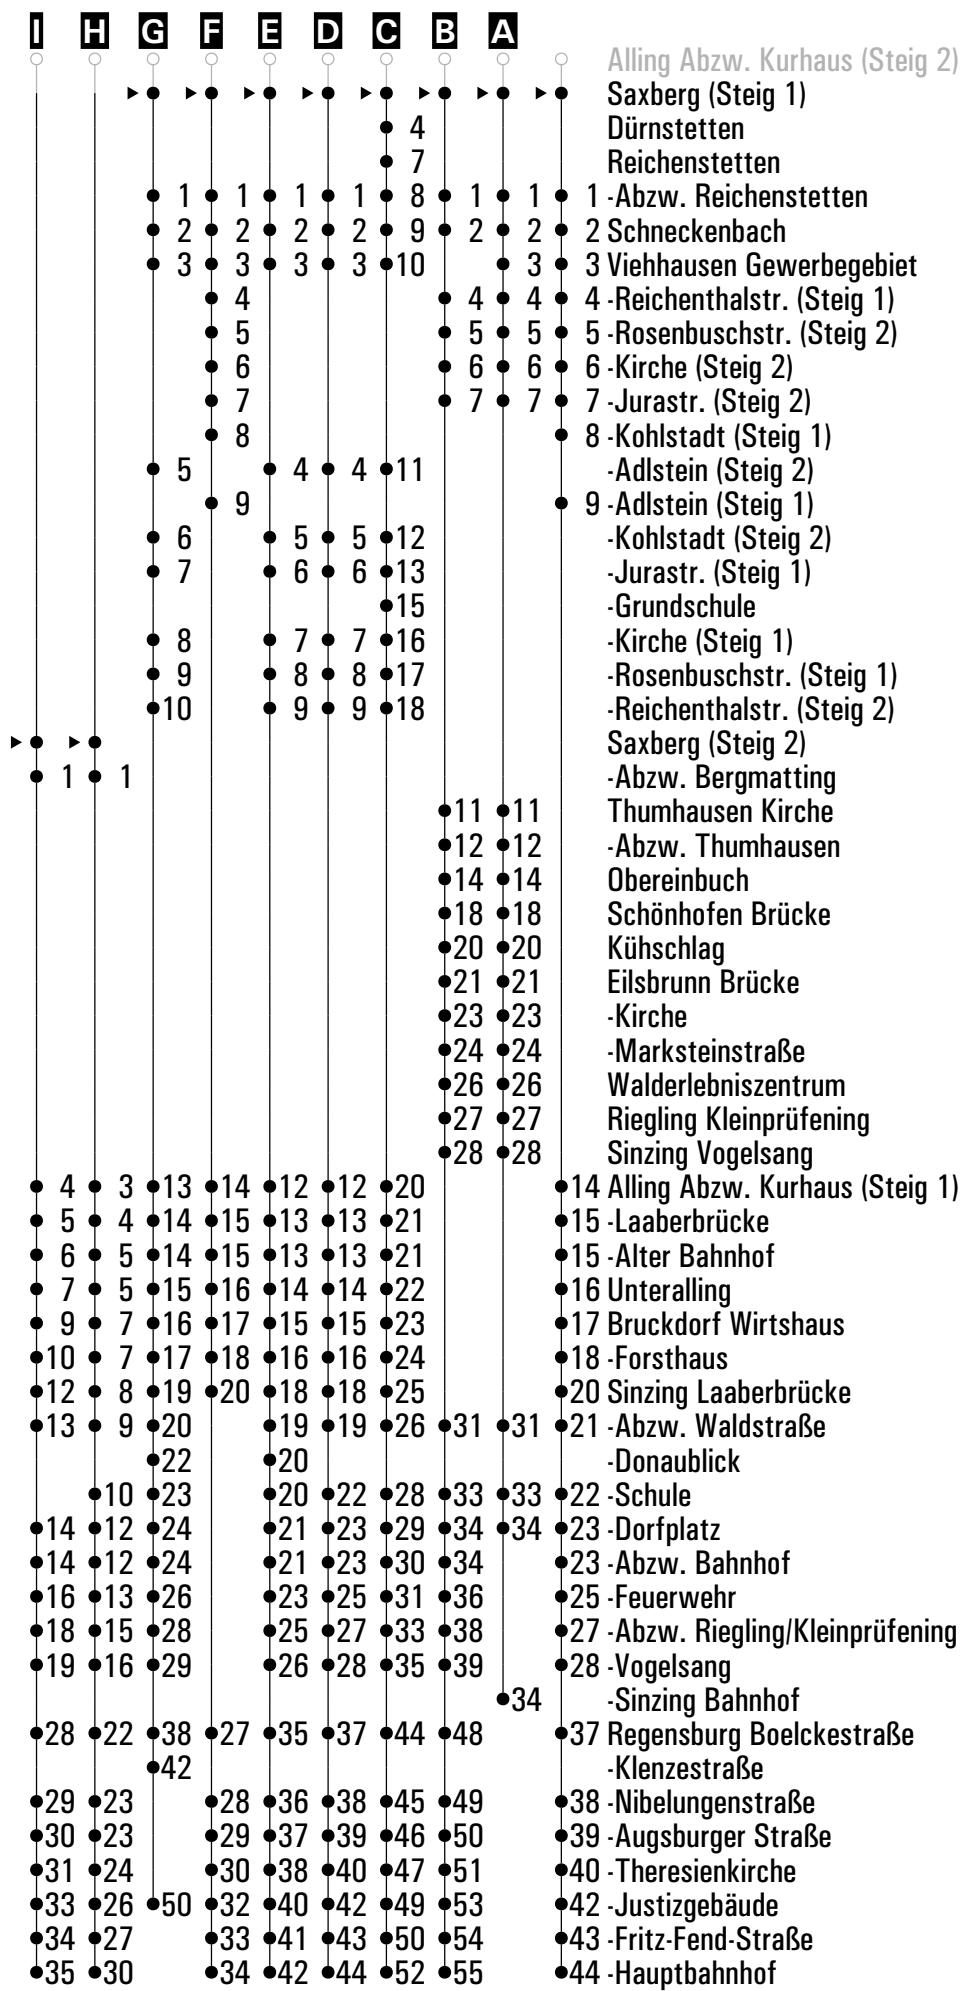 I H G F E D C B A
Alling Abzw. Kurhaus (Steig 2)
Saxberg (Steig 1)
4 Dürnstetten
7 Reichenstetten
1 1 1 1 8 1 1 1 -Abzw. Reichenstetten
2 2 2 2 9 2 2 2 Schneckenbach
3 3 3 3 10 3 3 Viehhausen Gewerbegebiet
4 4 4 4 -Reichenthalstr. (Steig 1)
5 5 5 5 -Rosenbuschstr. (Steig 2)
6 6 6 6 -Kirche (Steig 2)
7 7 7 7 -Jurastr. (Steig 2)
8 8 -Kohlstadt (Steig 1)
5 4 4 11 -Adlstein (Steig 2)
9 9 -Adlstein (Steig 1)
6 5 5 12 -Kohlstadt (Steig 2)
7 6 6 13 -Jurastr. (Steig 1)
15 -Grundschule
8 7 7 16 -Kirche (Steig 1)
9 8 8 17 -Rosenbuschstr. (Steig 1)
10 9 9 18 -Reichenthalstr. (Steig 2)
Saxberg (Steig 2)
1 1 -Abzw. Bergmatting
11 11 Thumhausen Kirche
12 12 -Abzw. Thumhausen
14 14 Obereinbuch
18 18 Schönhofen Brücke
20 20 Kühschlag
21 21 Eilsbrunn Brücke
23 23 -Kirche
24 24 -Marksteinstraße
26 26 Walderlebniszentrum
27 27 Riegling Kleinprüfening
28 28 Sinzing Vogelsang
4 3 13 14 12 12 20 14 Alling Abzw. Kurhaus (Steig 1)
5 4 14 15 13 13 21 15 -Laaberbrücke
6 5 14 15 13 13 21 15 -Alter Bahnhof
7 5 15 16 14 14 22 16 Unteralling
9 7 16 17 15 15 23 17 Bruckdorf Wirtshaus
10 7 17 18 16 16 24 18 -Forsthaus
12 8 19 20 18 18 25 20 Sinzing Laaberbrücke
13 9 20 19 19 26 31 31 21 -Abzw. Waldstraße
22 20 -Donaublick
10 23 20 22 28 33 33 22 -Schule
14 12 24 21 23 29 34 34 23 -Dorfplatz
14 12 24 21 23 30 34 23 -Abzw. Bahnhof
16 13 26 23 25 31 36 25 -Feuerwehr
18 15 28 25 27 33 38 27 -Abzw. Riegling/Kleinprüfening
19 16 29 26 28 35 39 28 -Vogelsang
34 -Sinzing Bahnhof
28 22 38 27 35 37 44 48 37 Regensburg Boelckestraße
42 -Klenzestraße
29 23 28 36 38 45 49 38 -Nibelungenstraße
30 23 29 37 39 46 50 39 -Augsburger Straße
31 24 30 38 40 47 51 40 -Theresienkirche
33 26 50 32 40 42 49 53 42 -Justizgebäude
34 27 33 41 43 50 54 43 -Fritz-Fend-Straße
35 30 34 42 44 52 55 44 -Hauptbahnhof